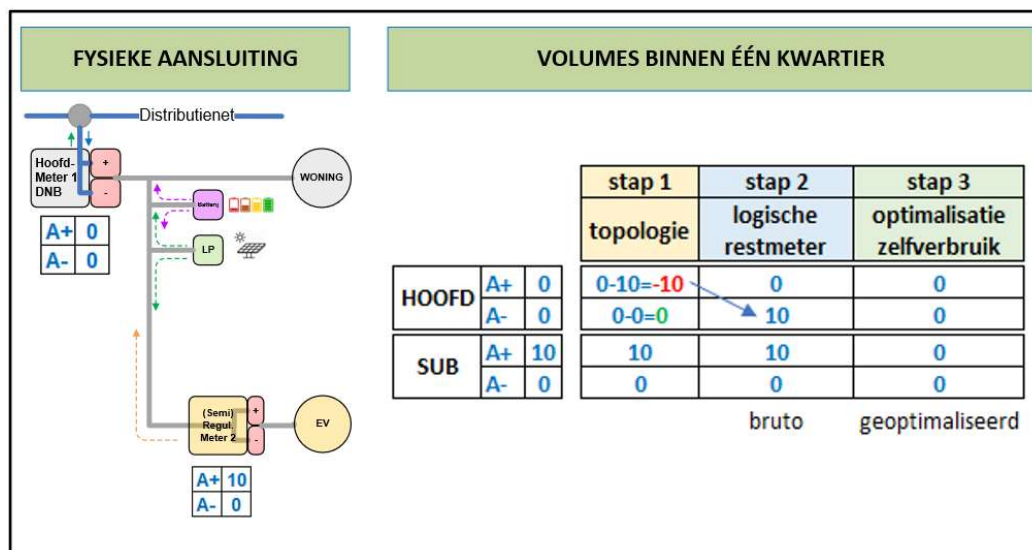 FYSIEKE AANSLUITING
VOLUMES BINNEN ÉÉN KWARTIER
Distributienet
Hoofd-
Meter 1
DNB
+
-
WONING
Battery
LP
A+ 0
A- 0
(Semi)
Regul.
Meter 2
+
-
EV
A+ 10
A- 0
stap 1 stap 2 stap 3
topologie logische restmeter optimalisatie zelfverbruik
HOOFD A+ 0 0-10=-10 0 0
A- 0 0-0=0 10 0
SUB A+ 10 10 10 0
A- 0 0 0 0
bruto geoptimaliseerd